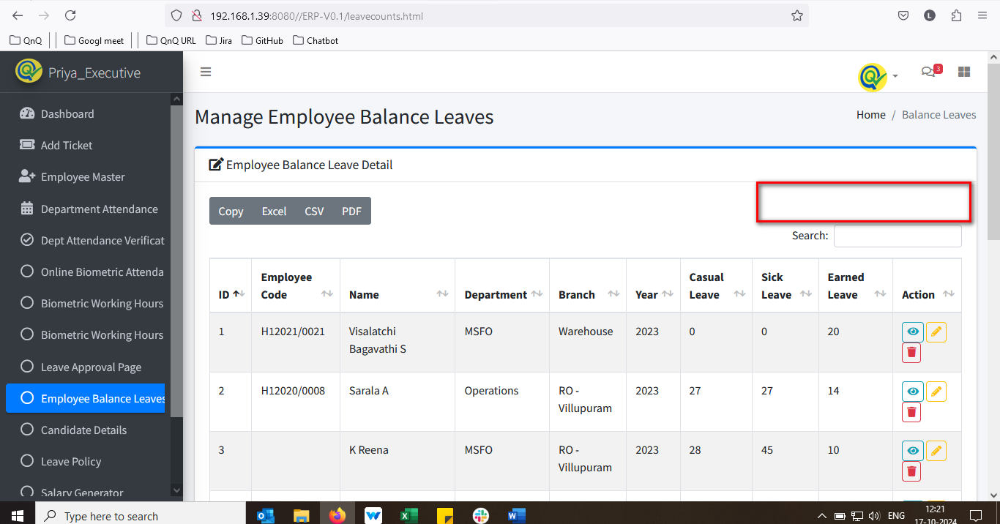 192.168.1.39:8080//ERP-V0.1/leavecounts.html
L
QnQ
Googl meet
QnQ URL
Jira
GitHub
Chatbot
Priya_Executive
3
Dashboard
Add Ticket
Employee Master
Department Attendance
Dept Attendance Verificat
Online Biometric Attenda
Biometric Working Hours
Biometric Working Hours
Leave Approval Page
Employee Balance Leaves
Candidate Details
Leave Policy
Salary Generator
Manage Employee Balance Leaves
Home / Balance Leaves
Employee Balance Leave Detail
Copy Excel CSV PDF
Search:
ID Employee Code Name Department Branch Year Casual Leave Sick Leave Earned Leave Action
1 H12021/0021 Visalatchi Bagavathi S MSFO Warehouse 2023 0 0 20
2 H12020/0008 Sarala A Operations RO - Villupuram 2023 27 27 14
3 K Reena MSFO RO - Villupuram 2023 28 45 10
Type here to search
ENG
12:21
17-10-2024